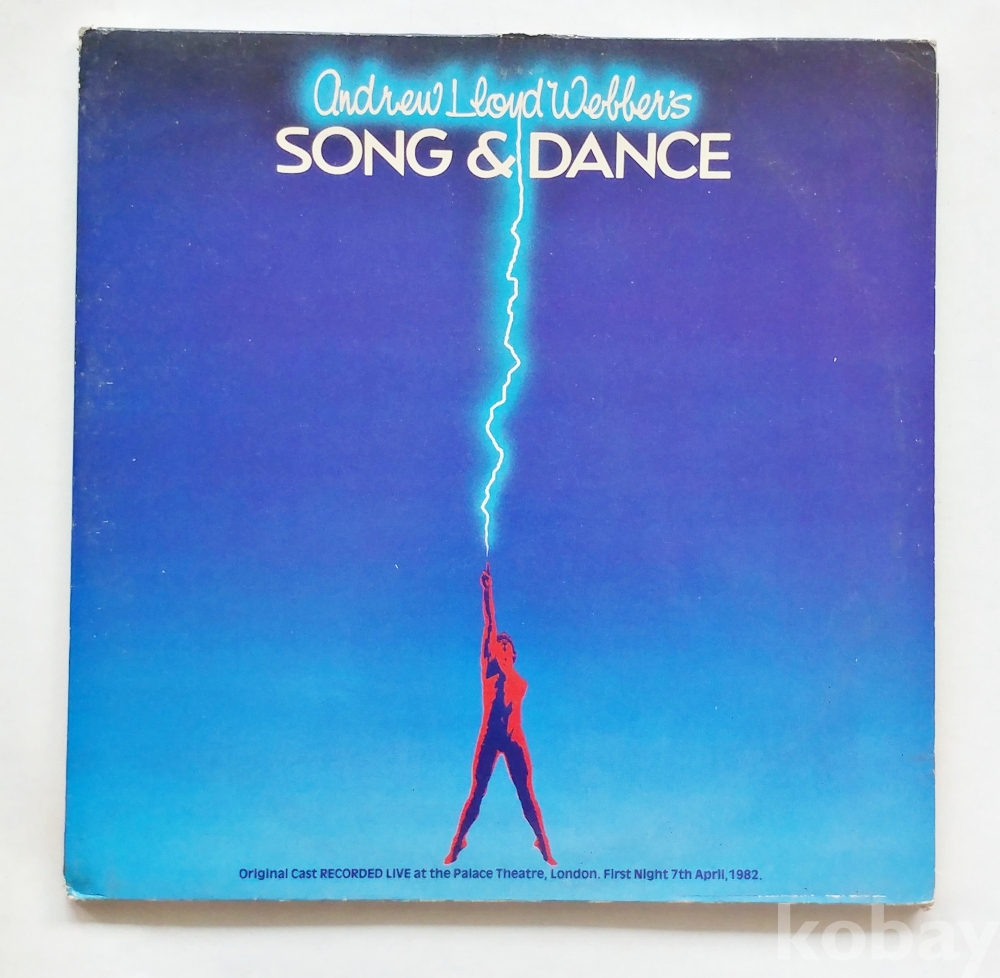 Andrew Lloyd Webber's
SONG & DANCE
Original Cast RECORDED LIVE at the Palace Theatre, London. First Night 7th April, 1982.
kobay